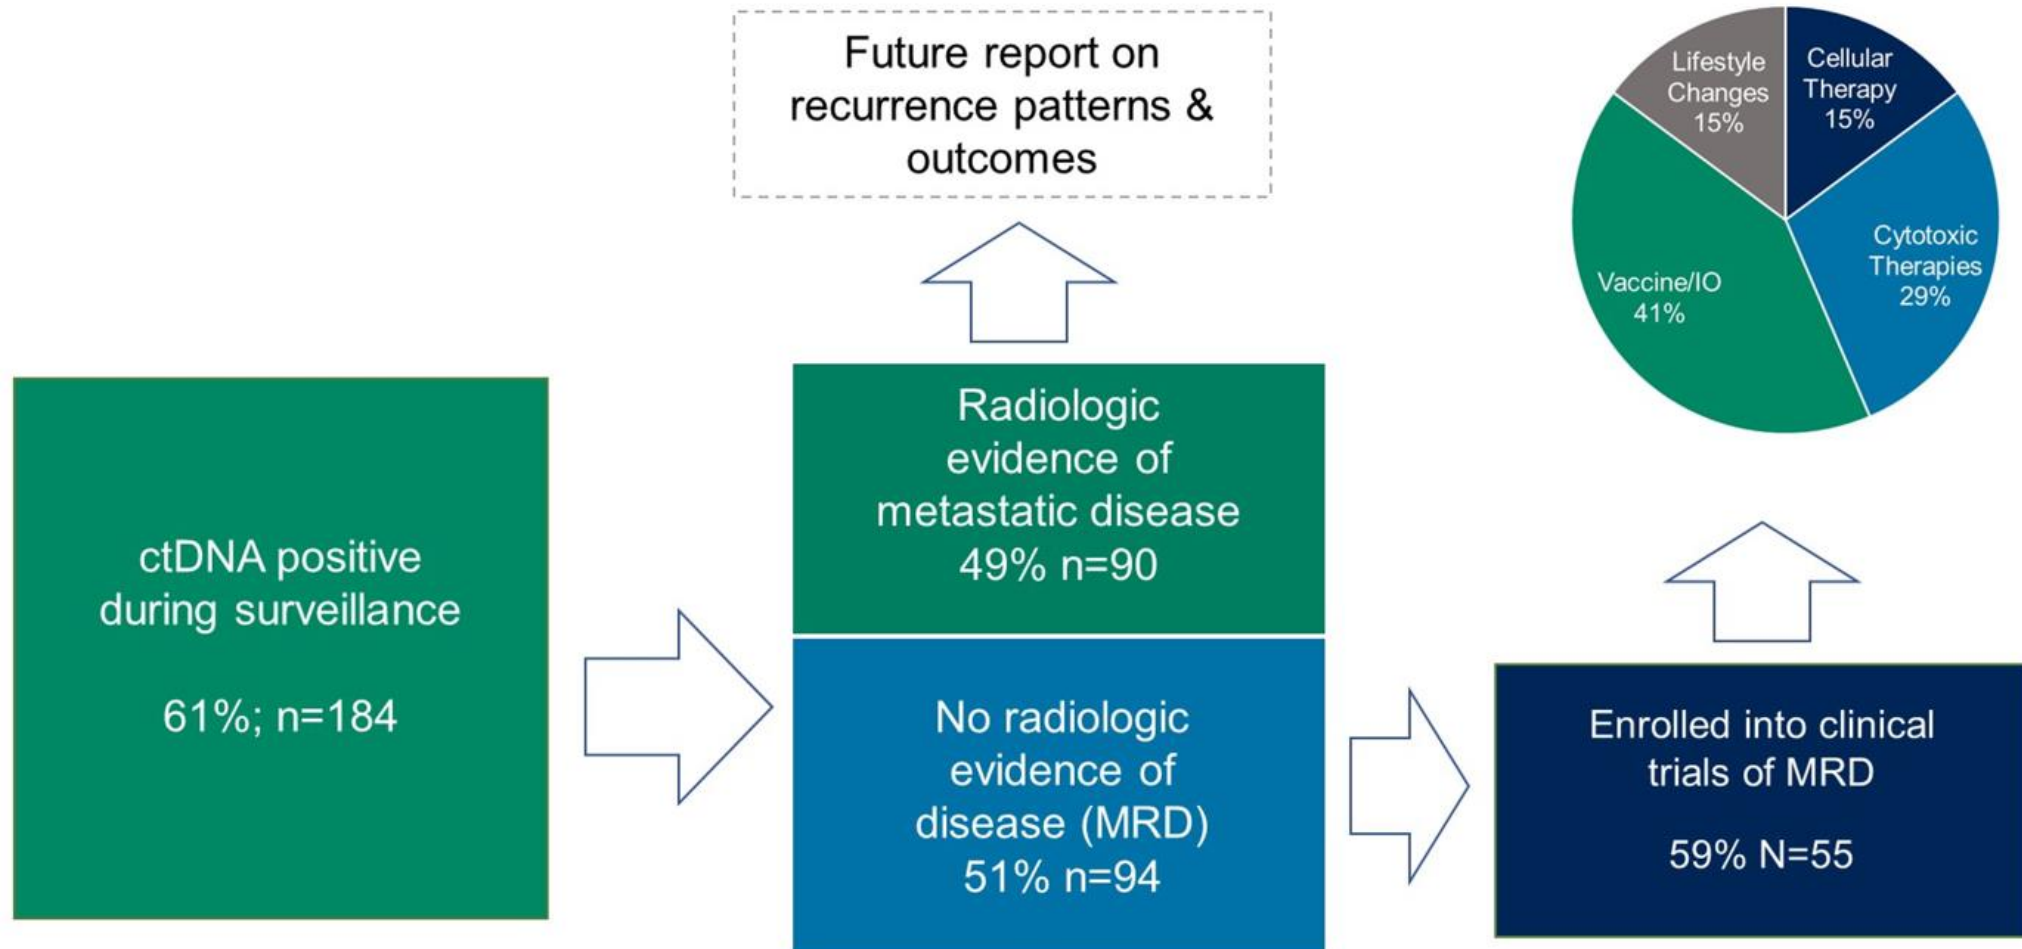 Future report on
recurrence patterns &
outcomes
Lifestyle
Changes
15%
Cellular
Therapy
15%
Cytotoxic
Therapies
29%
Vaccine/IO
41%
ctDNA positive
during surveillance
61%; n=184
Radiologic
evidence of
metastatic disease
49% n=90
No radiologic
evidence of
disease (MRD)
51% n=94
Enrolled into clinical
trials of MRD
59% N=55